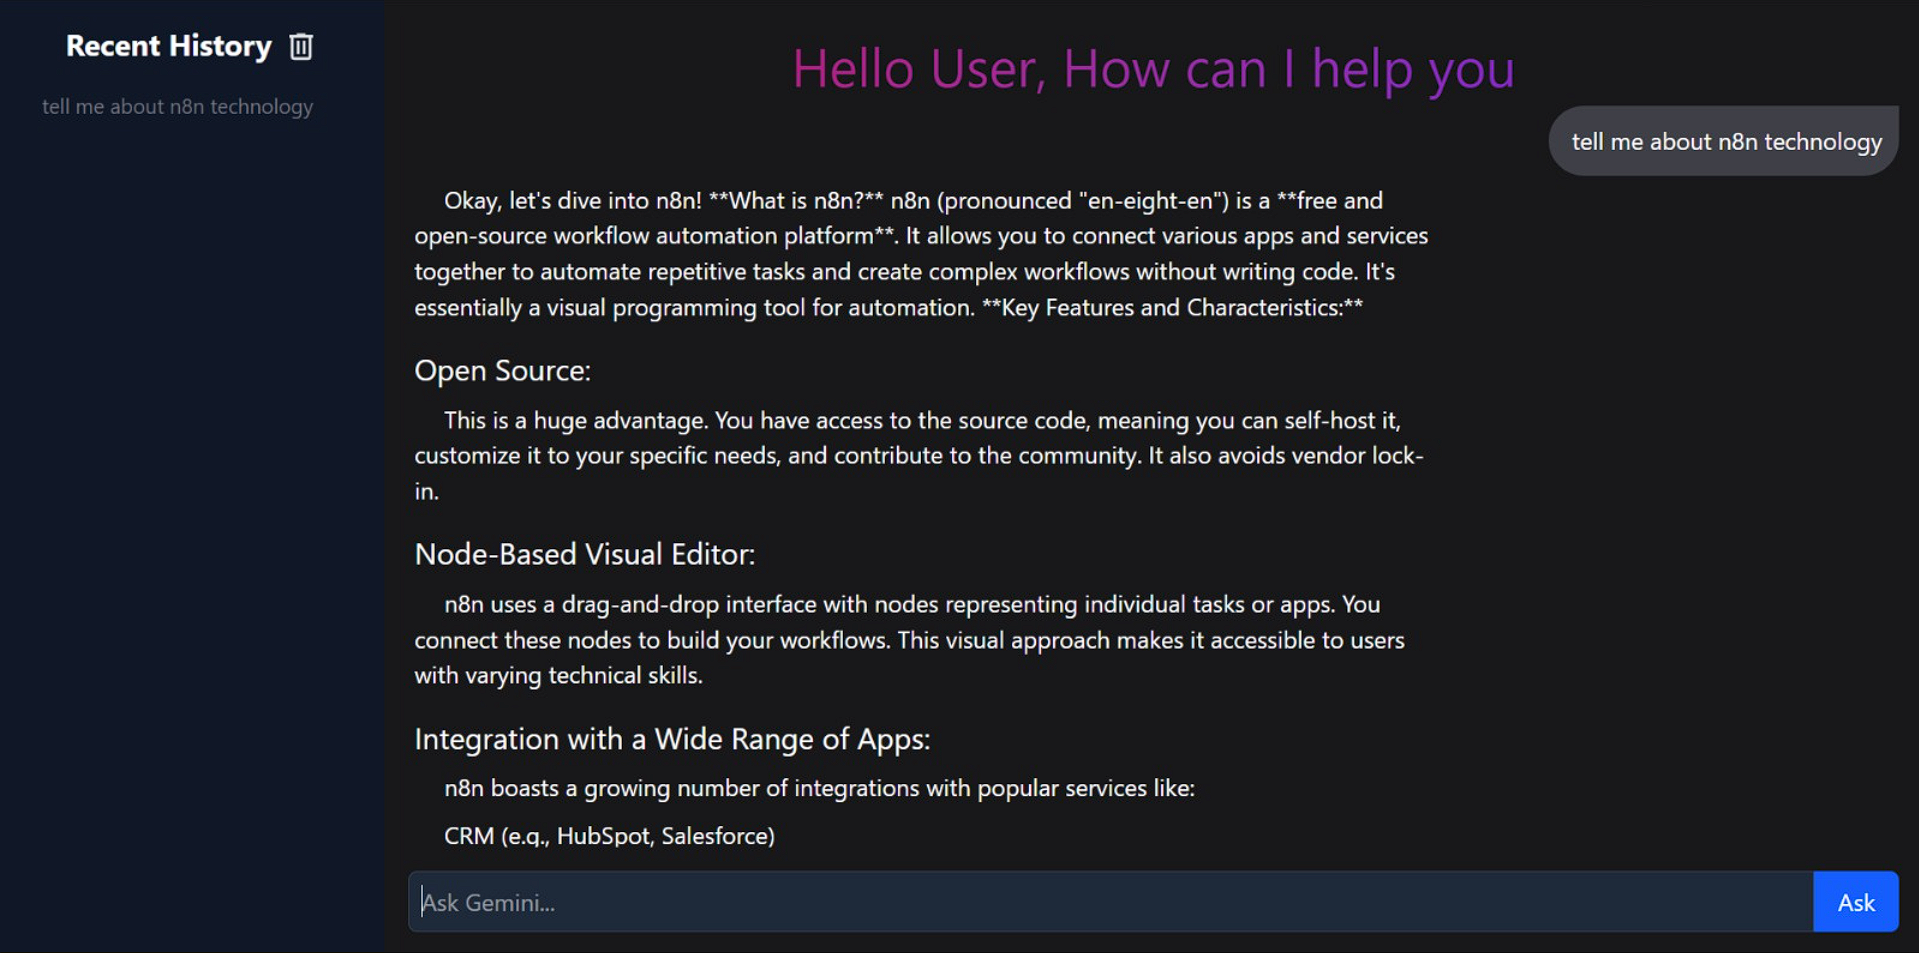 Recent History
tell me about n8n technology
Hello User, How can I help you
tell me about n8n technology
Okay, let's dive into n8n! **What is n8n?** n8n (pronounced "en-eight-en") is a **free and
open-source workflow automation platform**. It allows you to connect various apps and services
together to automate repetitive tasks and create complex workflows without writing code. It's
essentially a visual programming tool for automation. **Key Features and Characteristics:**
Open Source:
This is a huge advantage. You have access to the source code, meaning you can self-host it,
customize it to your specific needs, and contribute to the community. It also avoids vendor lock-
in.
Node-Based Visual Editor:
n8n uses a drag-and-drop interface with nodes representing individual tasks or apps. You
connect these nodes to build your workflows. This visual approach makes it accessible to users
with varying technical skills.
Integration with a Wide Range of Apps:
n8n boasts a growing number of integrations with popular services like:
CRM (e.g., HubSpot, Salesforce)
Ask Gemini...
Ask